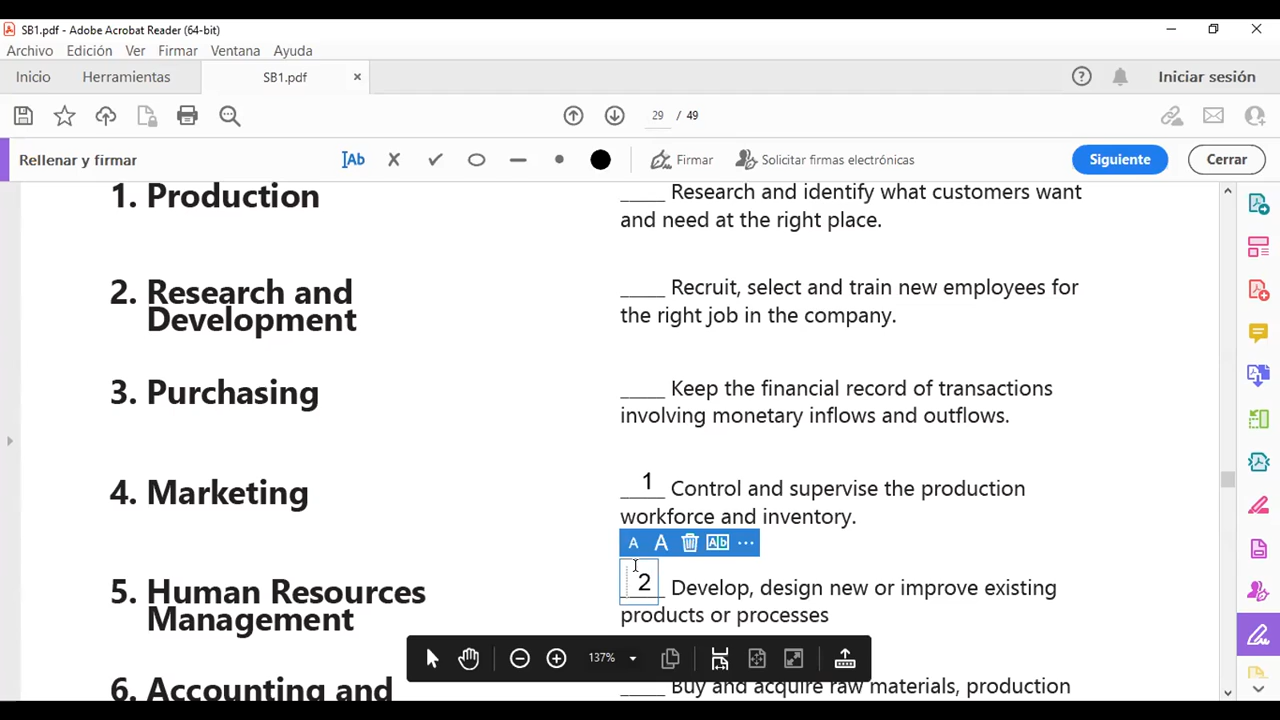 SB1.pdf - Adobe Acrobat Reader (64-bit)
Archivo Edición Ver Firmar Ventana Ayuda
Inicio Herramientas SB1.pdf × Iniciar sesión
29 / 49
Rellenar y firmar Ab Firmar Solicitar firmas electrónicas Siguiente Cerrar
1. Production
_____ Research and identify what customers want
and need at the right place.
2. Research and
Development
_____ Recruit, select and train new employees for
the right job in the company.
3. Purchasing
_____ Keep the financial record of transactions
involving monetary inflows and outflows.
4. Marketing
1 Control and supervise the production
workforce and inventory.
A A Ab ...
5. Human Resources
Management
2 Develop, design new or improve existing
products or processes
137%
6. Accounting and
_____ Buy and acquire raw materials, production